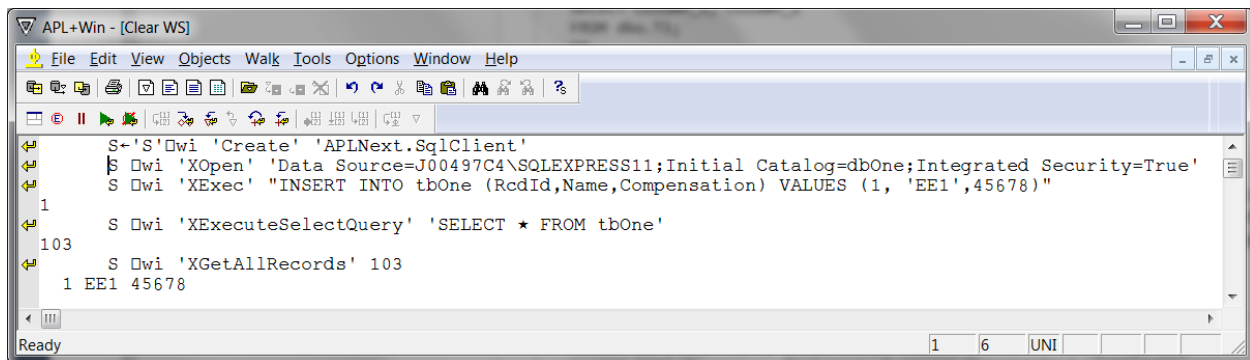 APL+Win - [Clear WS]
File Edit View Objects Walk Tools Options Window Help
S←'S'⎕wi 'Create' 'APLNext.SqlClient'
S ⎕wi 'XOpen' 'Data Source=J00497C4\SQLEXPRESS11;Initial Catalog=dbOne;Integrated Security=True'
S ⎕wi 'XExec' "INSERT INTO tbOne (RcdId,Name,Compensation) VALUES (1, 'EE1',45678)"
1
S ⎕wi 'XExecuteSelectQuery' 'SELECT ⋆ FROM tbOne'
103
S ⎕wi 'XGetAllRecords' 103
1 EE1 45678
Ready 1 6 UNI